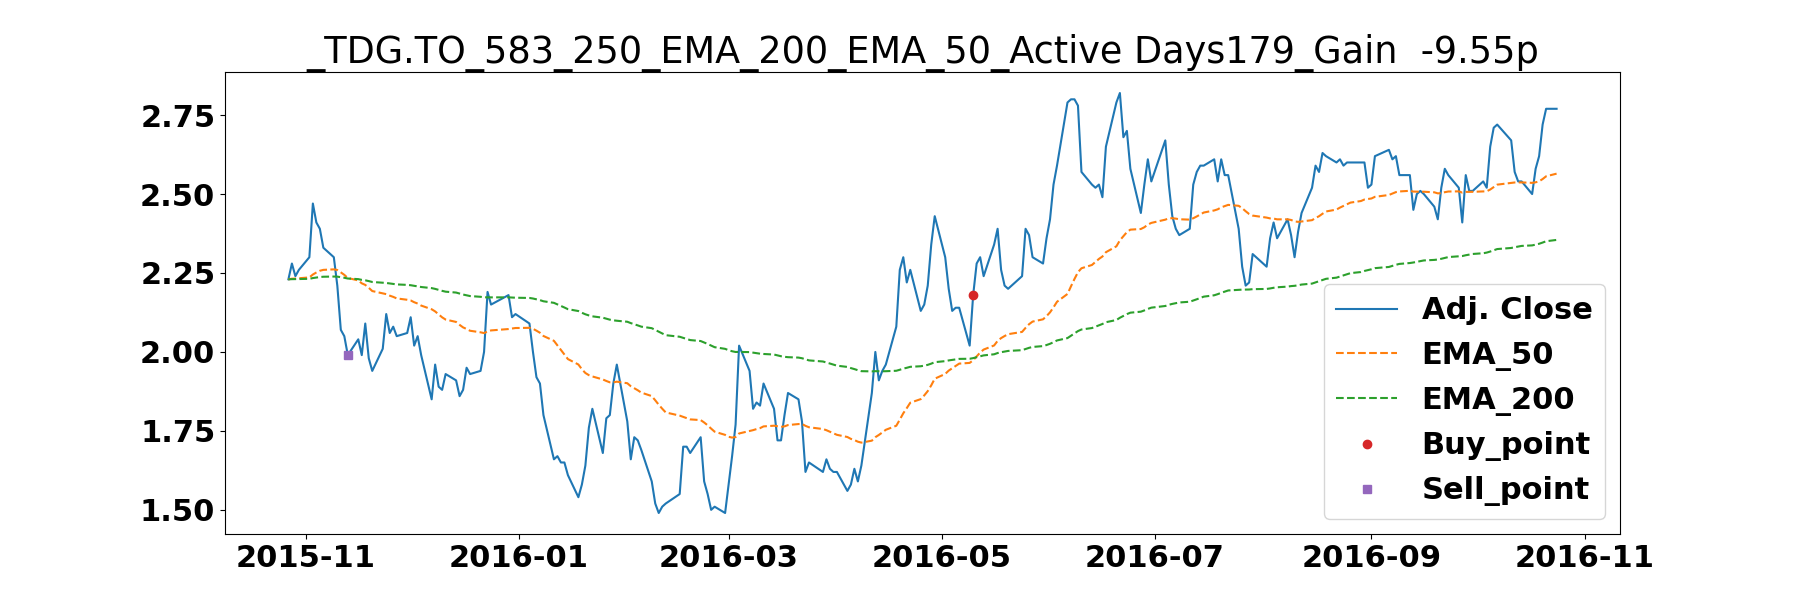 _TDG.TO_583_250_EMA_200_EMA_50_Active Days179_Gain  -9.55p
2.75
2.50
2.25
2.00
1.75
1.50
Adj. Close
EMA_50
EMA_200
Buy_point
Sell_point
2015-11 2016-01 2016-03 2016-05 2016-07 2016-09 2016-11